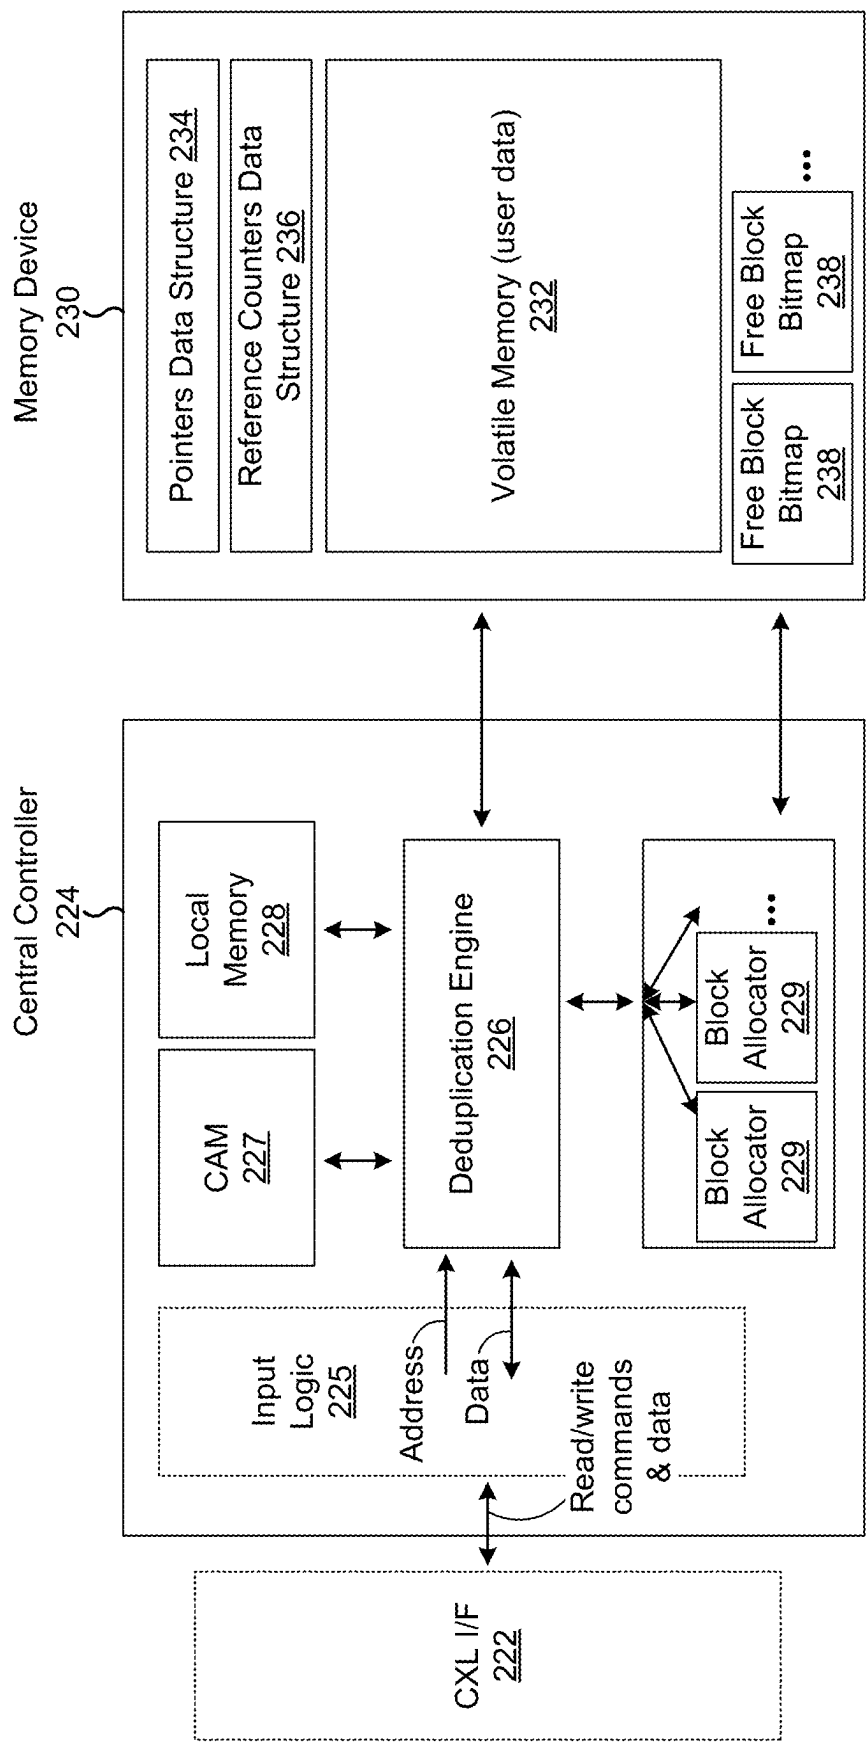 CXL I/F
222
Central Controller
224
Input
Logic
225
Address
Data
Read/write
commands
& data
CAM
227
Local
Memory
228
Deduplication Engine
226
Block
Allocator
229
Block
Allocator
229
...
Memory Device
230
Pointers Data Structure 234
Reference Counters Data
Structure 236
Volatile Memory (user data)
232
Free Block
Bitmap
238
Free Block
Bitmap
238
...